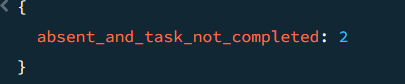 < {
absent_and_task_not_completed: 2
}